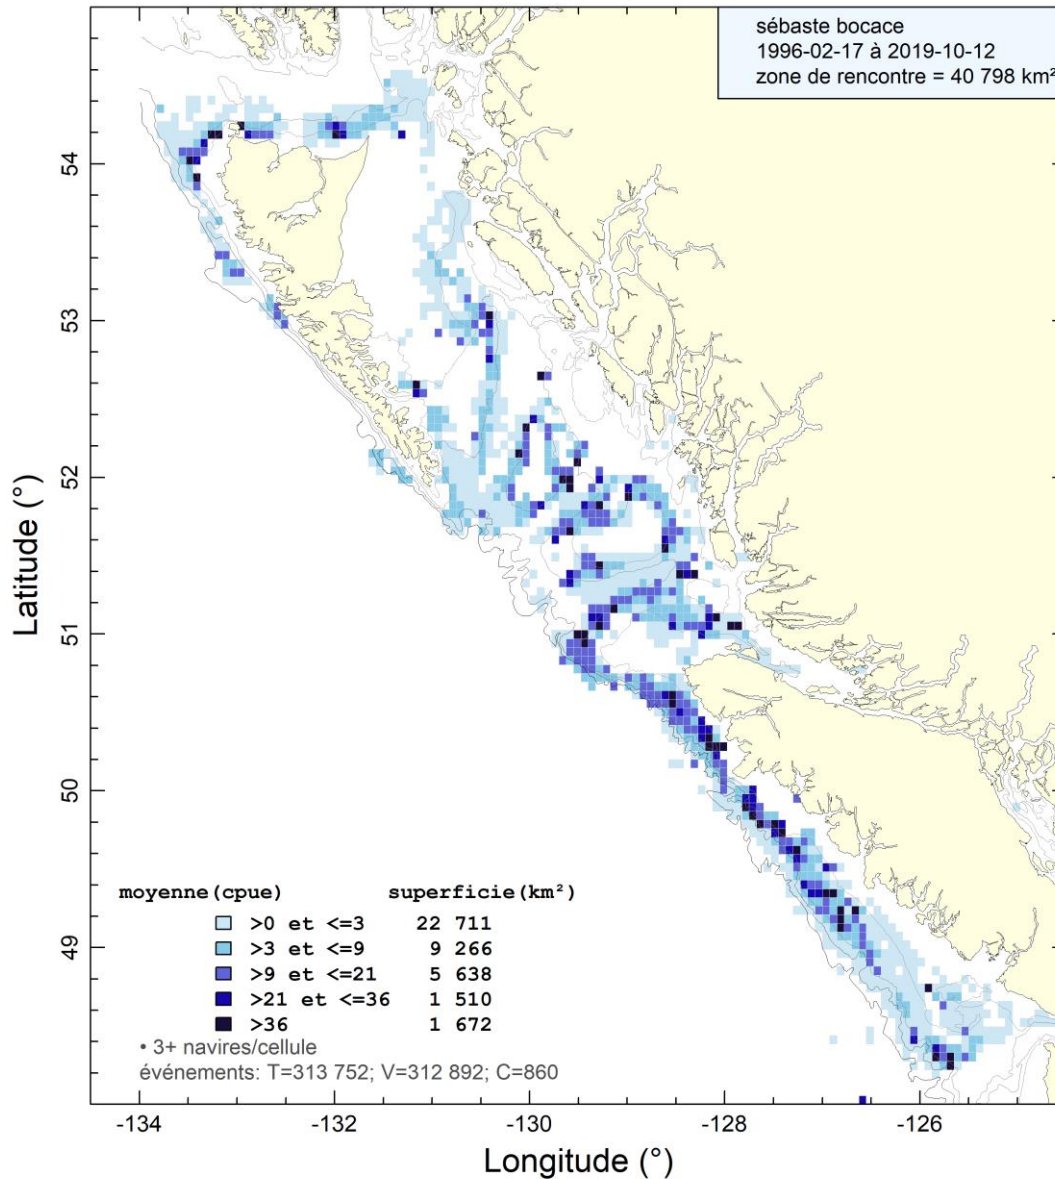 sébaste bocace
1996-02-17 à 2019-10-12
zone de rencontre = 40 798 km²
54
53
52
51
50
49
Latitude (°)
moyenne(cpue) superficie(km²)
>0 et <=3 22 711
>3 et <=9 9 266
>9 et <=21 5 638
>21 et <=36 1 510
>36 1 672
• 3+ navires/cellule
événements: T=313 752; V=312 892; C=860
-134 -132 -130 -128 -126
Longitude (°)